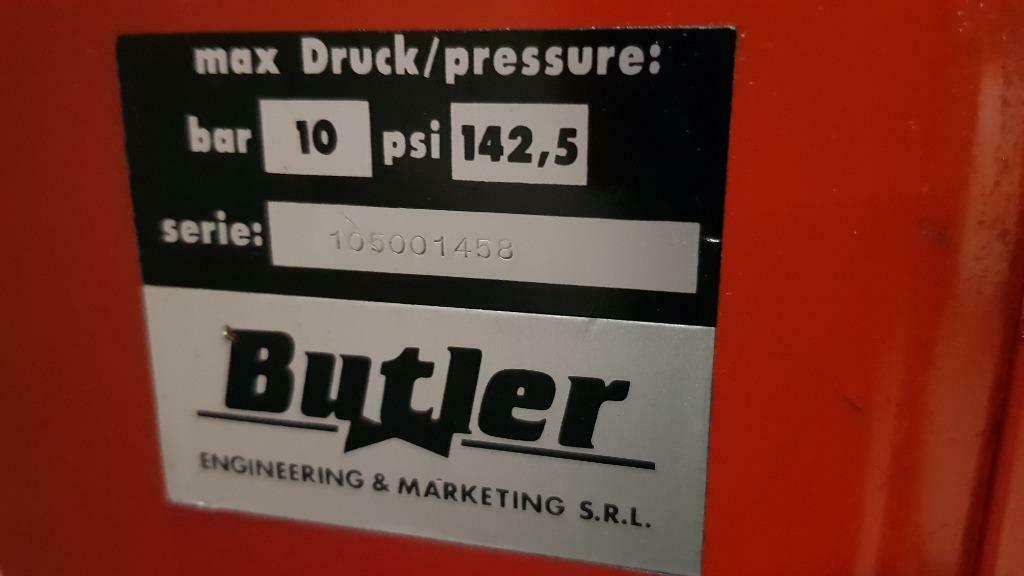 max Druck/pressure:
bar 10 psi 142,5
serie: 105001458
Butler
ENGINEERING & MARKETING S.R.L.